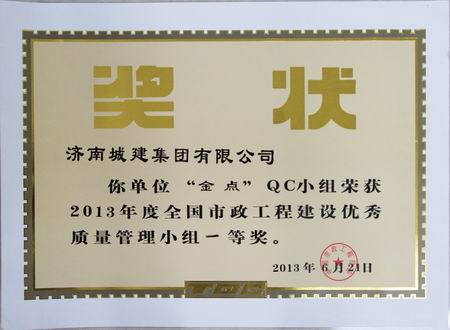 奖状
济南城建集团有限公司
你单位“金点”QC小组荣获
2013年度全国市政工程建设优秀
质量管理小组一等奖。
2013年6月21日